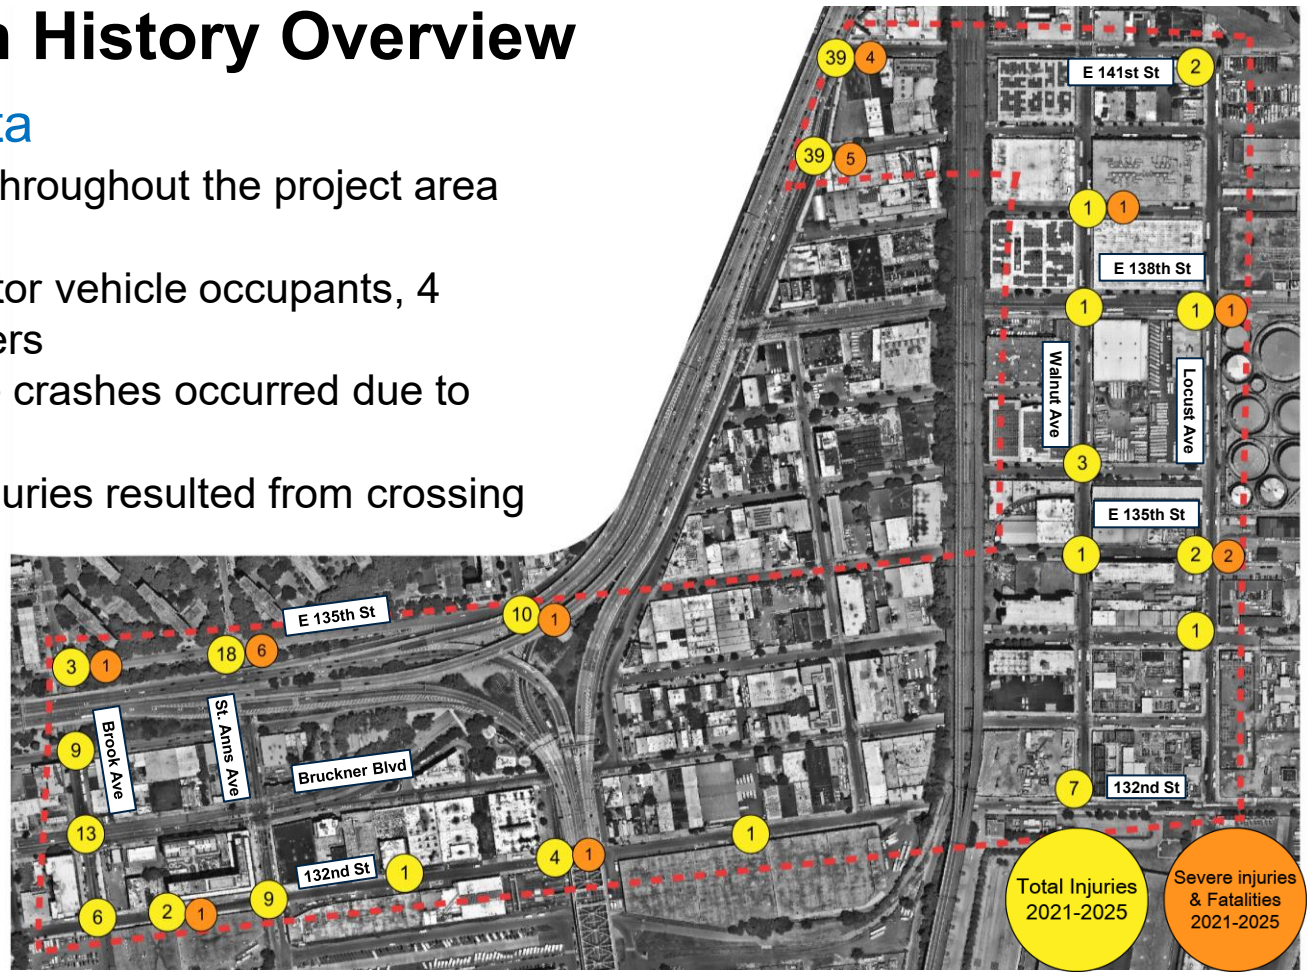 n History Overview
ta
hroughout the project area
tor vehicle occupants, 4
ers
e crashes occurred due to
juries resulted from crossing
39 4
E 141st St 2
39 5
1 1
E 138th St
1 1 1
Walnut Ave
Locust Ave
3
E 135th St
1 2 2
E 135th St
10 1
1
3 1
18 6
Brook Ave
St. Anns Ave
9
Bruckner Blvd
7
132nd St
13
1
4 1
132nd St
1
9
6
2 1
Total Injuries
2021-2025
Severe injuries
& Fatalities
2021-2025